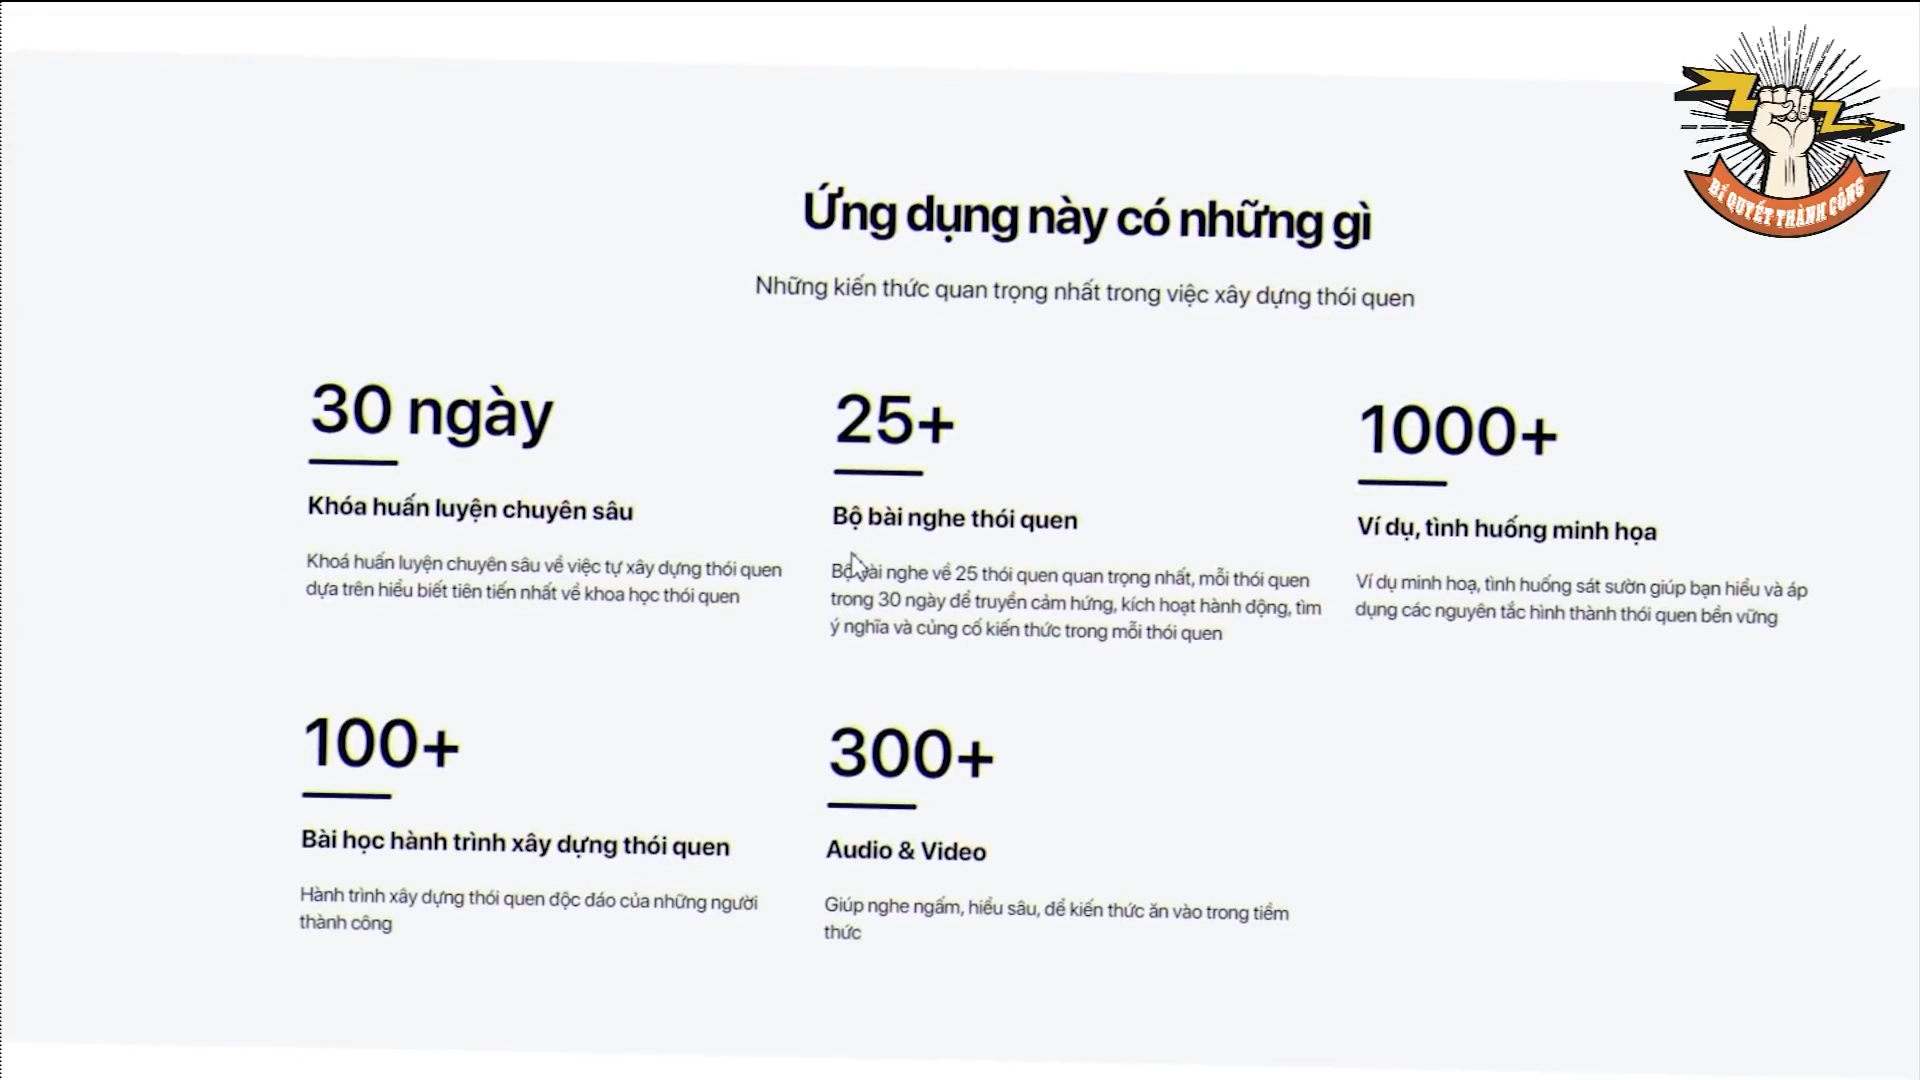 BÍ QUYẾT THÀNH CÔNG
Ứng dụng này có những gì
Những kiến thức quan trọng nhất trong việc xây dựng thói quen
30 ngày
Khóa huấn luyện chuyên sâu
Khoá huấn luyện chuyên sâu về việc tự xây dựng thói quen
dựa trên hiểu biết tiên tiến nhất về khoa học thói quen
25+
Bộ bài nghe thói quen
Bộ bài nghe về 25 thói quen quan trọng nhất, mỗi thói quen
trong 30 ngày để truyền cảm hứng, kích hoạt hành động, tìm
ý nghĩa và củng cố kiến thức trong mỗi thói quen
1000+
Ví dụ, tình huống minh họa
Ví dụ minh hoạ, tình huống sát sườn giúp bạn hiểu và áp
dụng các nguyên tắc hình thành thói quen bền vững
100+
Bài học hành trình xây dựng thói quen
Hành trình xây dựng thói quen độc đáo của những người
thành công
300+
Audio & Video
Giúp nghe ngấm, hiểu sâu, để kiến thức ăn vào trong tiềm
thức